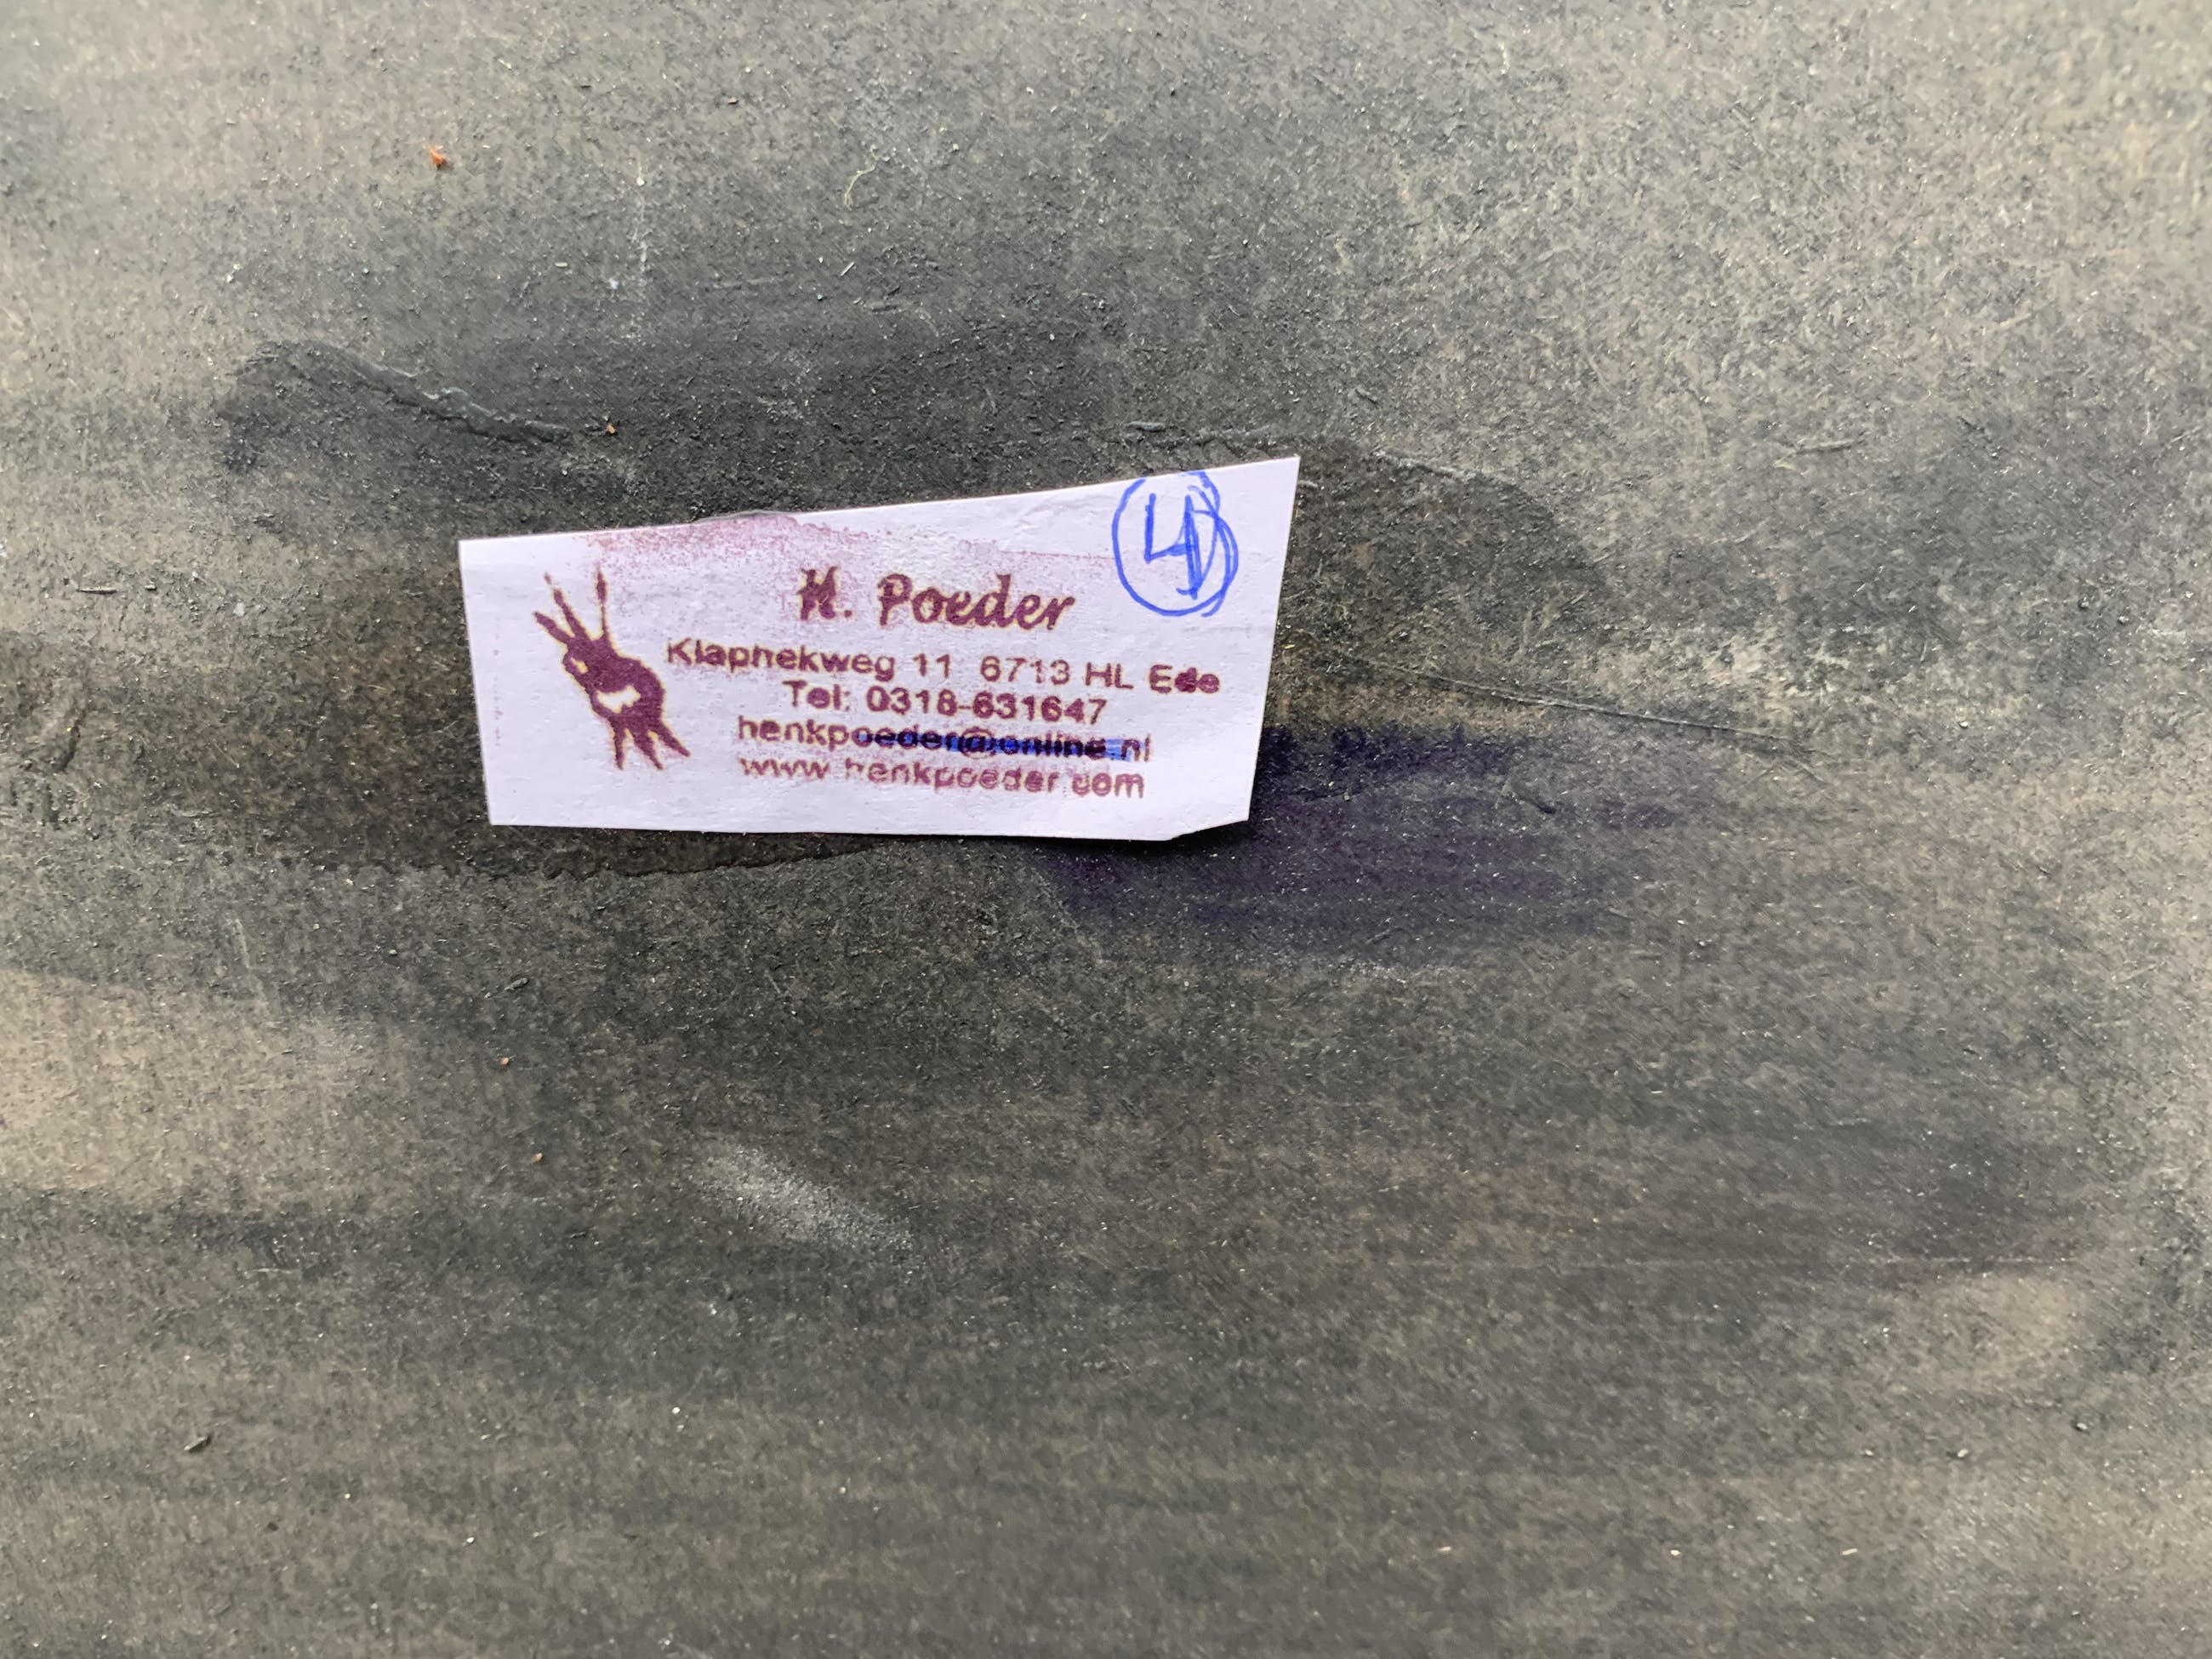 4
H. Poeder
Klaphekweg 11 6713 HL Ede
Tel: 0318-631647
henkpoeder@online.nl
www.henkpoeder.com